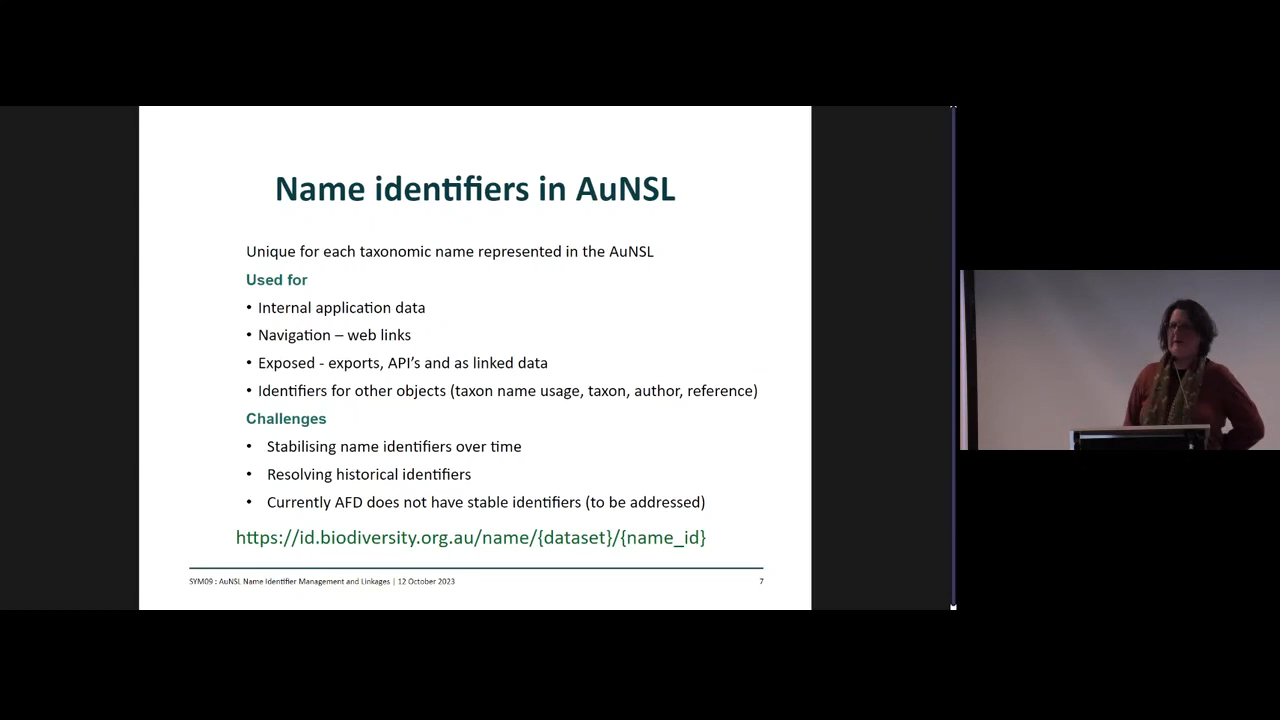 Name identifiers in AuNSL
Unique for each taxonomic name represented in the AuNSL
Used for
• Internal application data
• Navigation – web links
• Exposed - exports, API's and as linked data
• Identifiers for other objects (taxon name usage, taxon, author, reference)
Challenges
• Stabilising name identifiers over time
• Resolving historical identifiers
• Currently AFD does not have stable identifiers (to be addressed)
https://id.biodiversity.org.au/name/{dataset}/{name_id}
SYM09 : AuNSL Name Identifier Management and Linkages | 12 October 2023
7